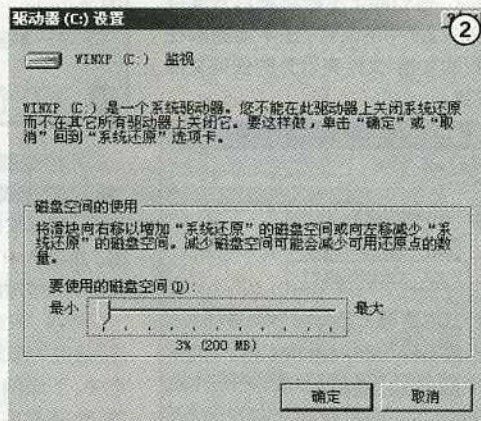 驱动器 (C:) 设置
②
WINXP (C:) 监视
WINXP (C:) 是一个系统驱动器。您不能在此驱动器上关闭系统还原
而不在其它所有驱动器上关闭它。要这样做，单击“确定”或“取
消”回到“系统还原”选项卡。
磁盘空间的使用
将滑块向右移以增加“系统还原”的磁盘空间或向左移减少“系
统还原”的磁盘空间。减少磁盘空间可能会减少可用还原点的数
量。
要使用的磁盘空间(D):
最小
最大
3% (200 MB)
确定
取消